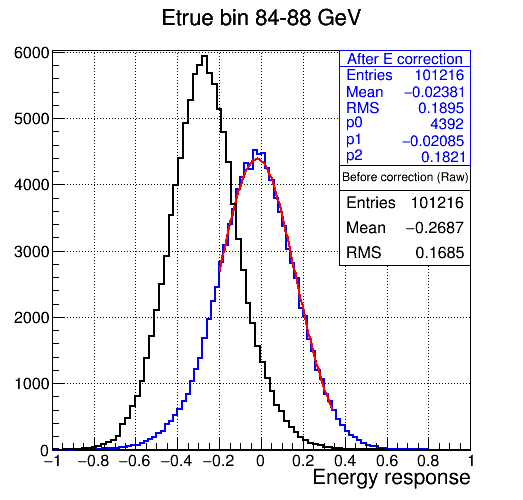 Etrue bin 84-88 GeV
After E correction
Entries 101216
Mean −0.02381
RMS 0.1895
p0 4392
p1 −0.02085
p2 0.1821
Before correction (Raw)
Entries 101216
Mean −0.2687
RMS 0.1685
6000
5000
4000
3000
2000
1000
0
−1 −0.8 −0.6 −0.4 −0.2 0 0.2 0.4 0.6 0.8 1
Energy response